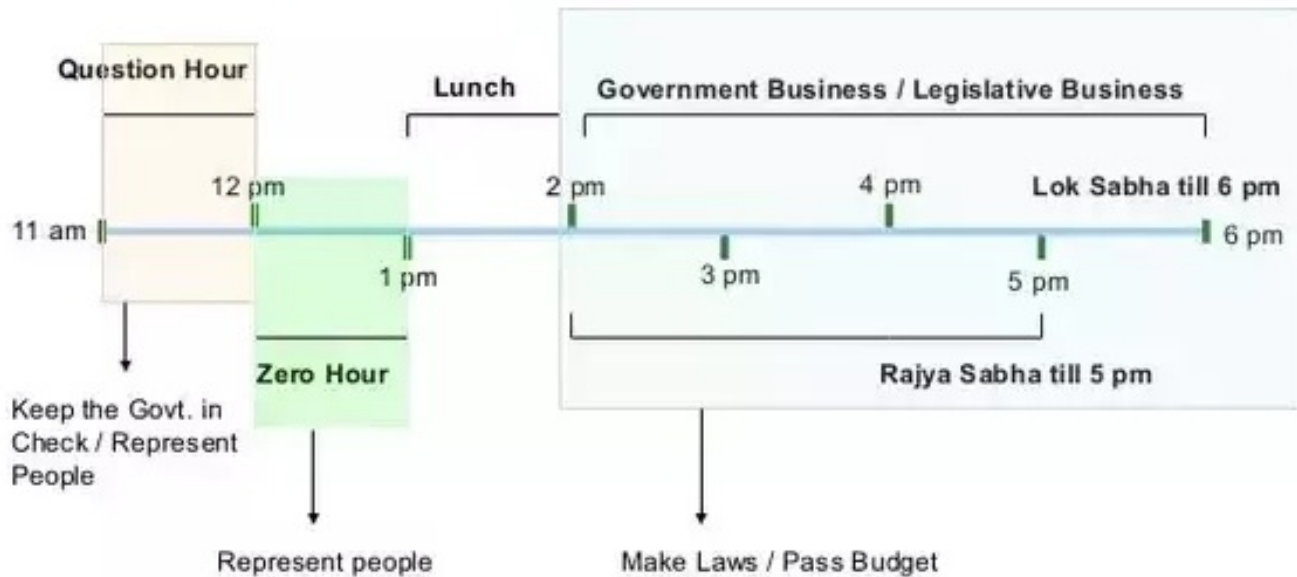 Question Hour
Lunch
Government Business / Legislative Business
12 pm
2 pm
4 pm
Lok Sabha till 6 pm
11 am
6 pm
1 pm
3 pm
5 pm
Zero Hour
Rajya Sabha till 5 pm
Keep the Govt. in
Check / Represent
People
Represent people
Make Laws / Pass Budget